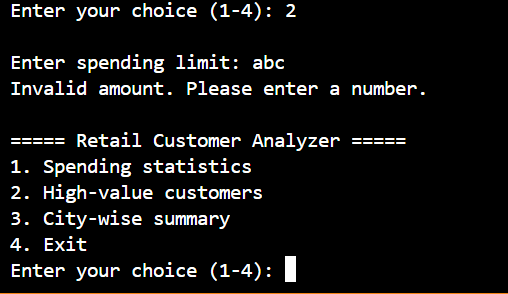 Enter your choice (1-4): 2
Enter spending limit: abc
Invalid amount. Please enter a number.
===== Retail Customer Analyzer =====
1. Spending statistics
2. High-value customers
3. City-wise summary
4. Exit
Enter your choice (1-4):